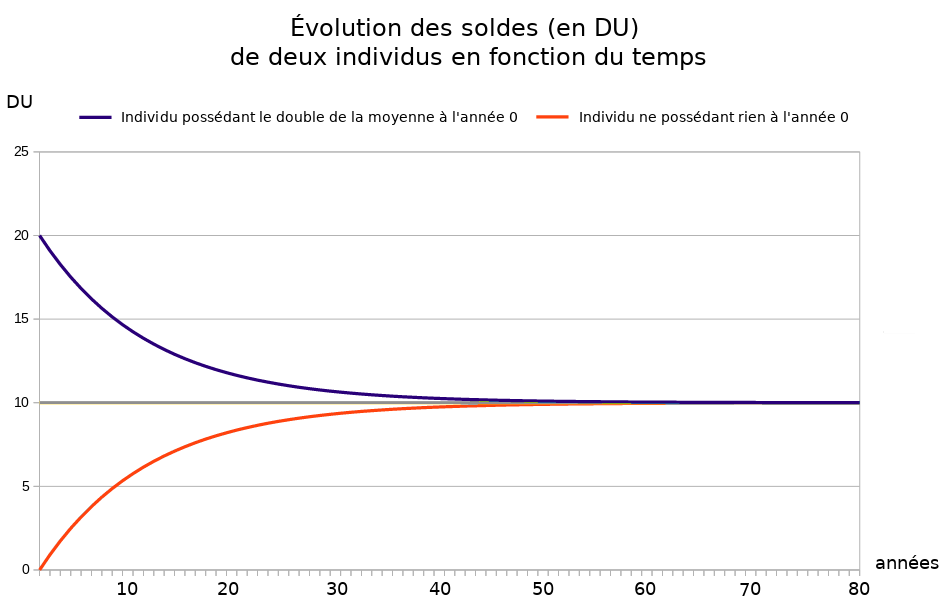 Évolution des soldes (en DU)
de deux individus en fonction du temps
DU
Individu possédant le double de la moyenne à l'année 0
Individu ne possédant rien à l'année 0
25
20
15
10
5
0
10 20 30 40 50 60 70 80
années